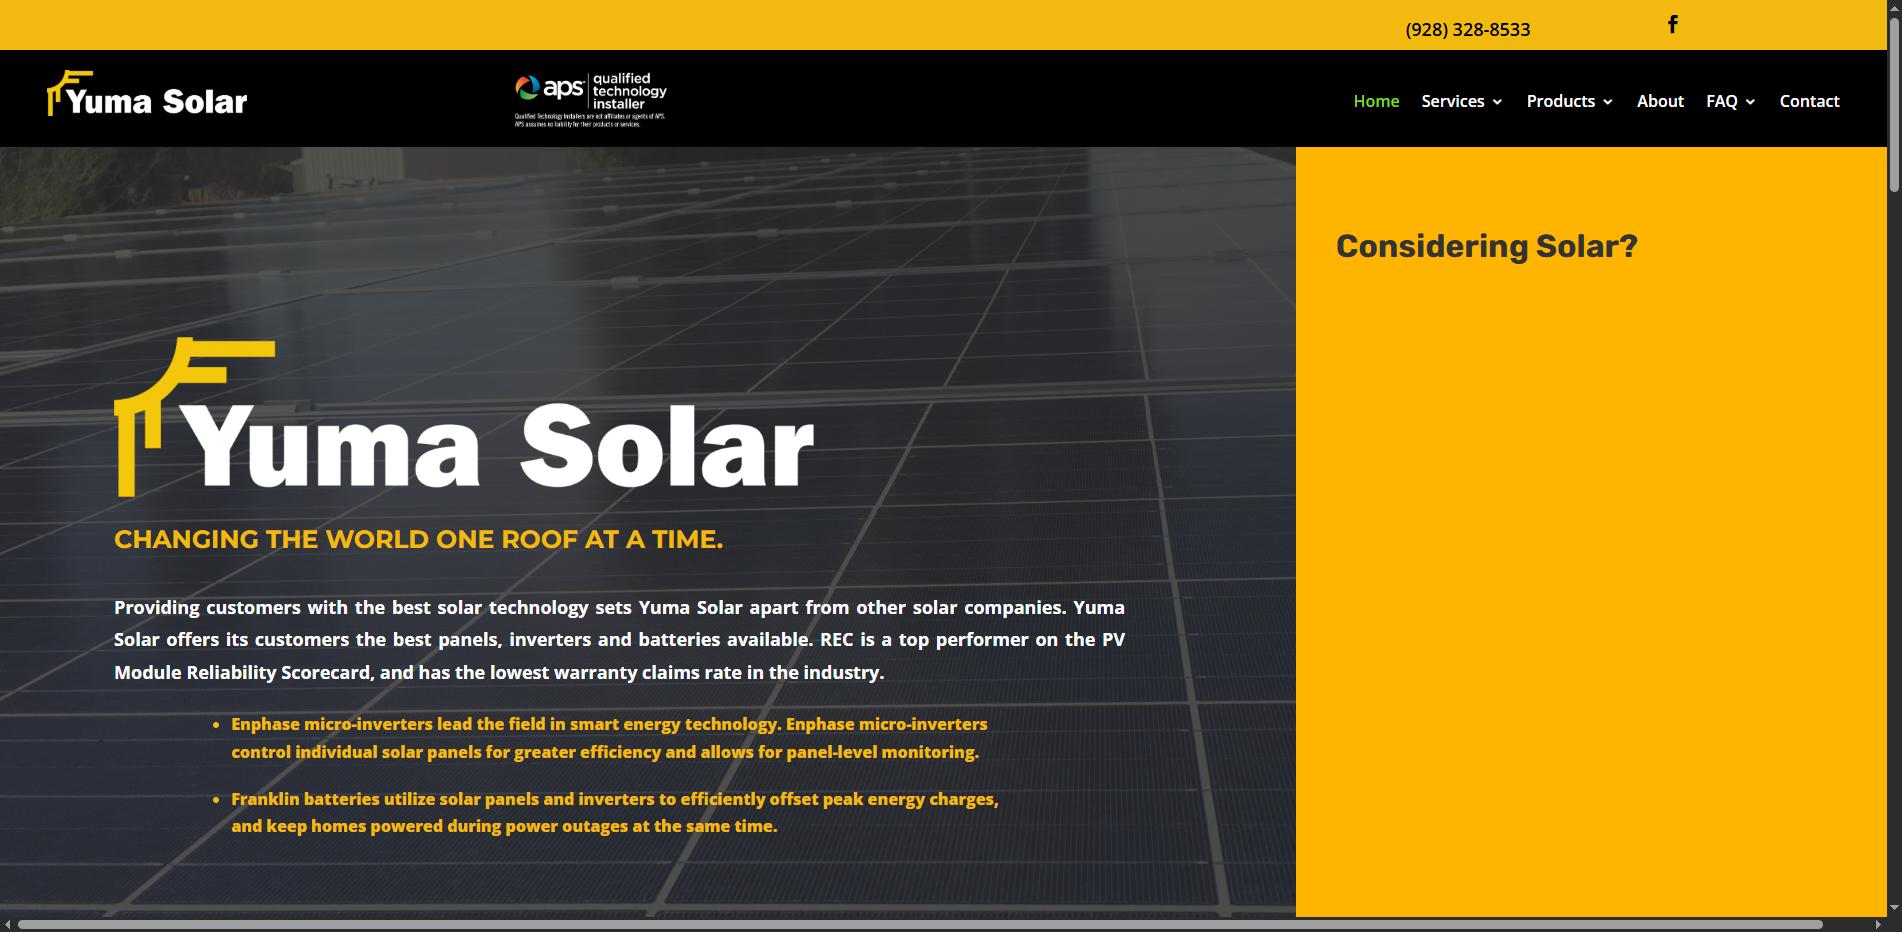 (928) 328-8533
Yuma Solar
aps qualified
technology
installer
Qualified Technology Installers are not affiliates or agents of APS.
APS assumes no liability for their products or services.
Home Services Products About FAQ Contact
Considering Solar?
Yuma Solar
CHANGING THE WORLD ONE ROOF AT A TIME.
Providing customers with the best solar technology sets Yuma Solar apart from other solar companies. Yuma
Solar offers its customers the best panels, inverters and batteries available. REC is a top performer on the PV
Module Reliability Scorecard, and has the lowest warranty claims rate in the industry.
• Enphase micro-inverters lead the field in smart energy technology. Enphase micro-inverters
control individual solar panels for greater efficiency and allows for panel-level monitoring.
• Franklin batteries utilize solar panels and inverters to efficiently offset peak energy charges,
and keep homes powered during power outages at the same time.